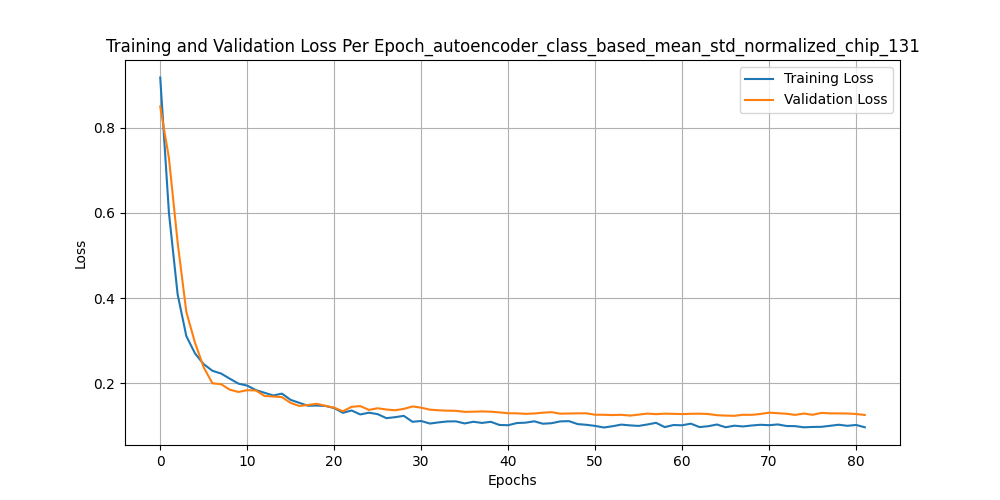 Training and Validation Loss Per Epoch_autoencoder_class_based_mean_std_normalized_chip_131
Training Loss
Validation Loss
Loss
0.8
0.6
0.4
0.2
0 10 20 30 40 50 60 70 80
Epochs